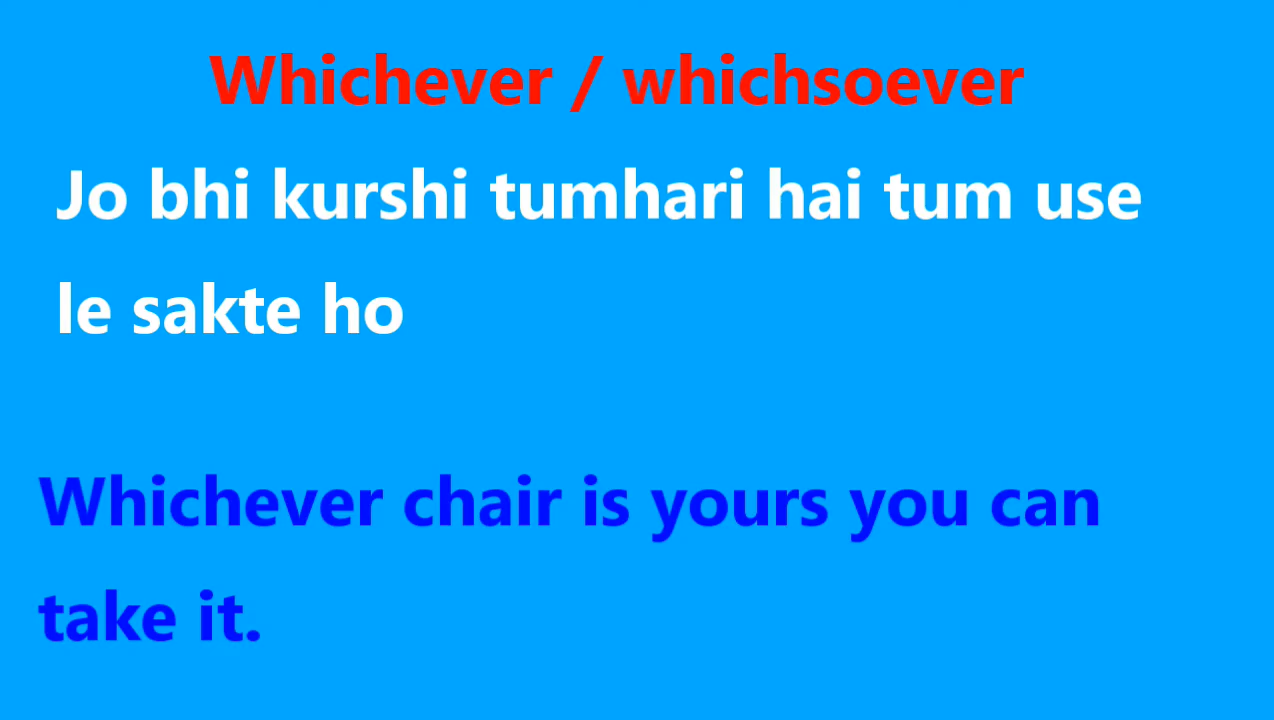 Whichever / whichsoever
Jo bhi kurshi tumhari hai tum use
le sakte ho
Whichever chair is yours you can
take it.